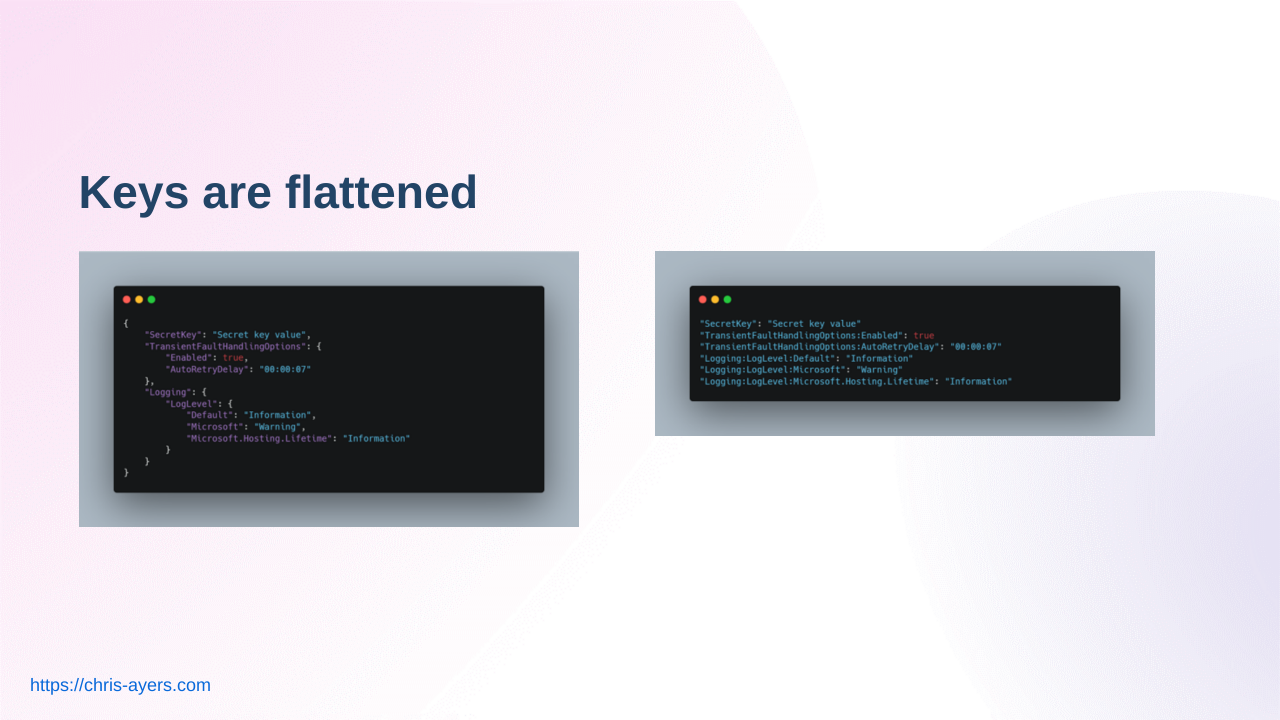 Keys are flattened
{
    "SecretKey": "Secret key value",
    "TransientFaultHandlingOptions": {
        "Enabled": true,
        "AutoRetryDelay": "00:00:07"
    },
    "Logging": {
        "LogLevel": {
            "Default": "Information",
            "Microsoft": "Warning",
            "Microsoft.Hosting.Lifetime": "Information"
        }
    }
}
"SecretKey": "Secret key value"
"TransientFaultHandlingOptions:Enabled": true
"TransientFaultHandlingOptions:AutoRetryDelay": "00:00:07"
"Logging:LogLevel:Default": "Information"
"Logging:LogLevel:Microsoft": "Warning"
"Logging:LogLevel:Microsoft.Hosting.Lifetime": "Information"
https://chris-ayers.com